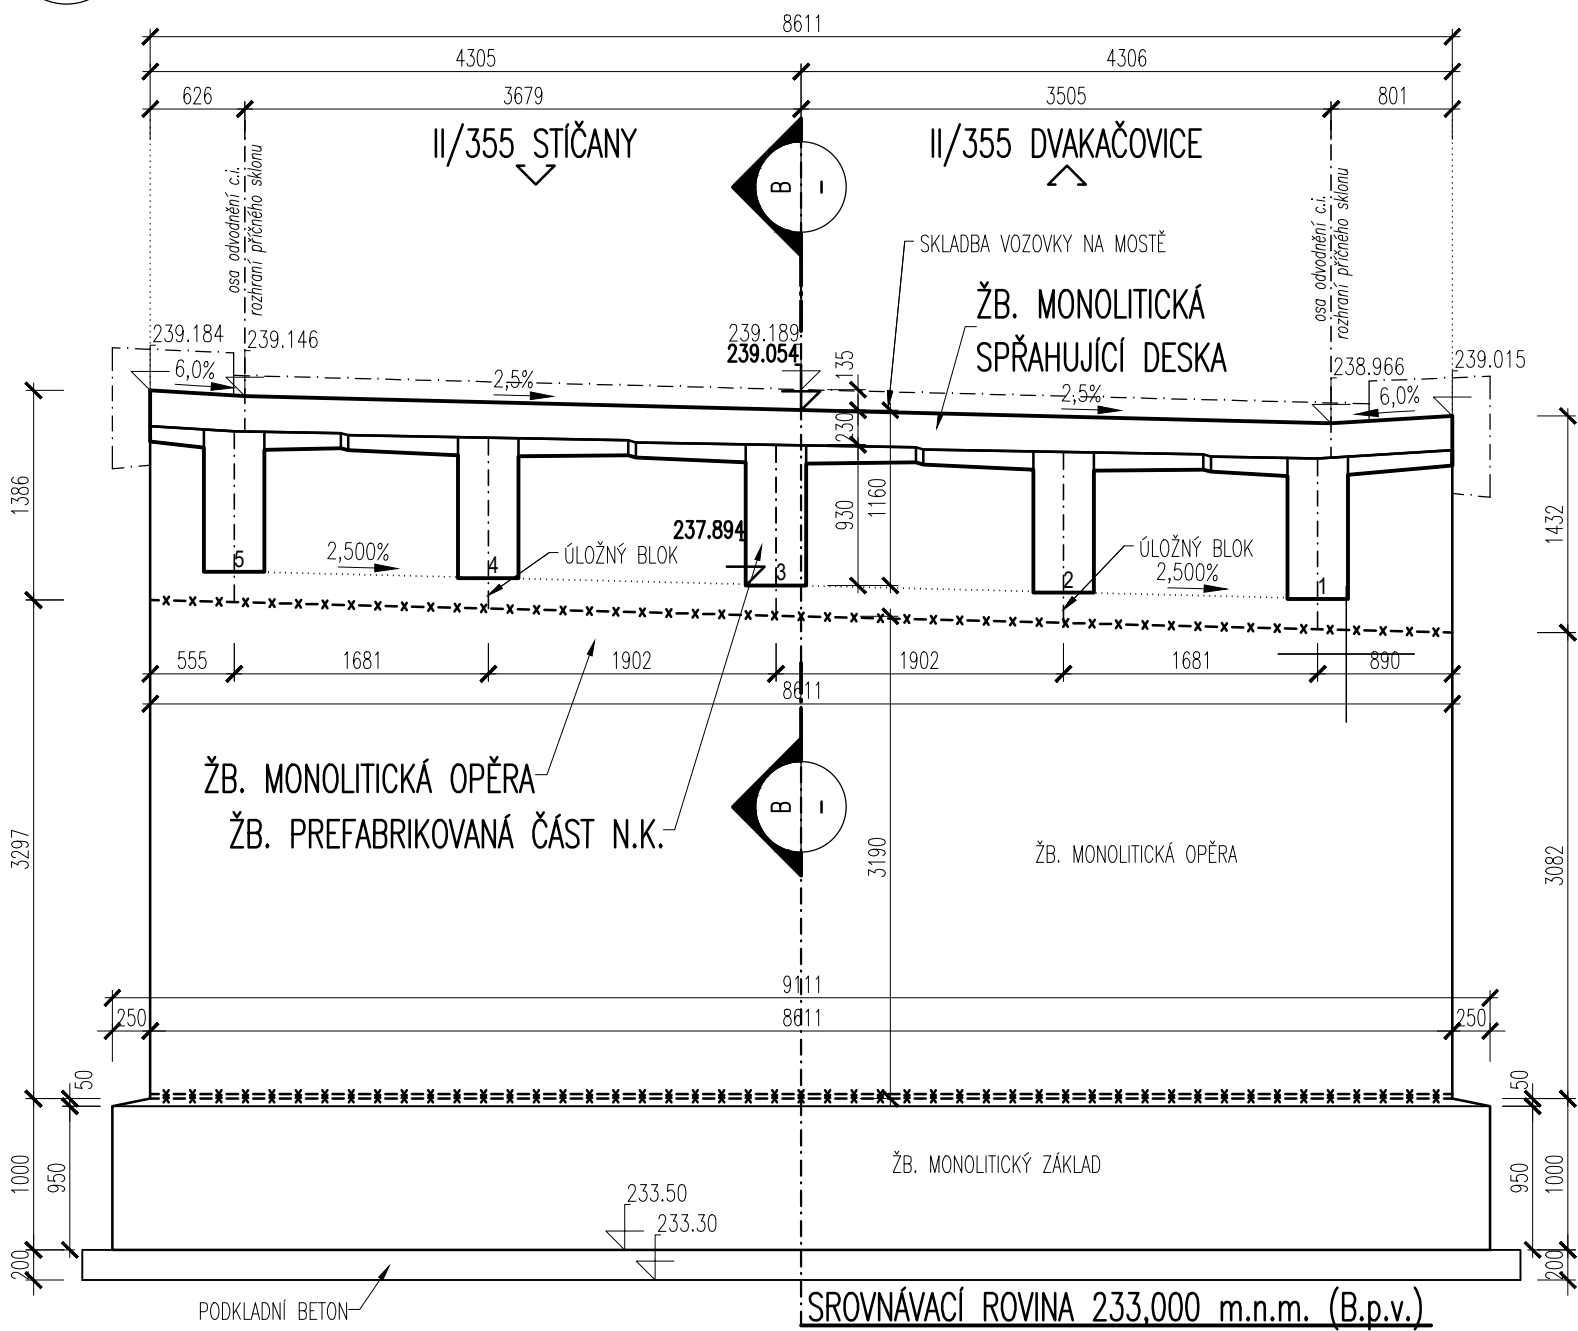 8611
4305 4306
626 3679 3505 801
II/355 STÍČANY
II/355 DVAKAČOVICE
osa odvodnění c.i.
rozhraní příčného sklonu
osa odvodnění c.i.
rozhraní příčného sklonu
B I
SKLADBA VOZOVKY NA MOSTĚ
ŽB. MONOLITICKÁ
SPŘAHUJÍCÍ DESKA
239.184
239.146
239.189
239.054
135
238.966
239.015
6,0%
2,5%
2,5%
6,0%
230
1386
930
1160
1432
237.894
ÚLOŽNÝ BLOK
ÚLOŽNÝ BLOK
2,500%
2,500%
5 4 3 2 1
555 1681 1902 1902 1681 890
8611
ŽB. MONOLITICKÁ OPĚRA
ŽB. PREFABRIKOVANÁ ČÁST N.K.
B I
3297
3190
3082
ŽB. MONOLITICKÁ OPĚRA
9111
250 8611 250
50
50
ŽB. MONOLITICKÝ ZÁKLAD
1000
950
950
1000
233.50
233.30
200
200
PODKLADNÍ BETON
SROVNÁVACÍ ROVINA 233,000 m.n.m. (B.p.v.)